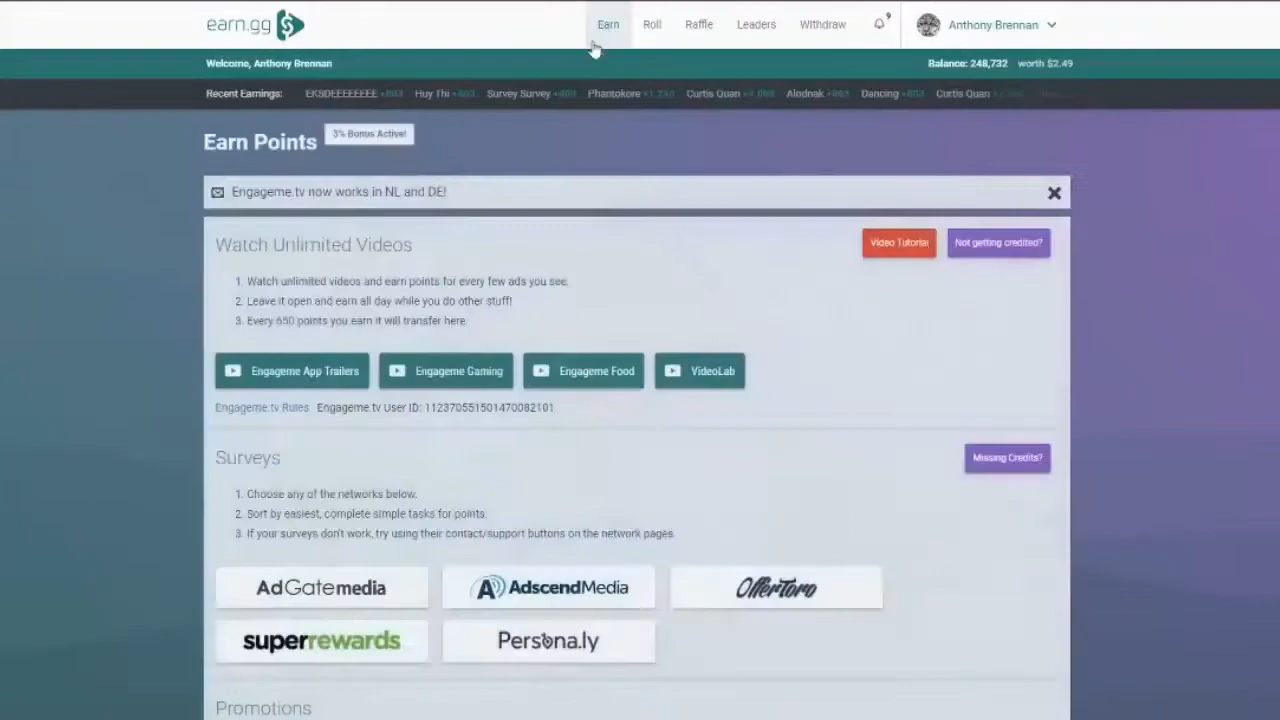 earn.gg
Earn Roll Raffle Leaders Withdraw 9 Anthony Brennan
Welcome, Anthony Brennan Balance: 248,732 worth $2.49
Recent Earnings: EKSDEEEEEEEE Huy Thi Survey Survey Phantokore Curtis Quan Alodnak Dancing Curtis Quan
Earn Points 3% Bonus Active!
Engageme.tv now works in NL and DE!
Watch Unlimited Videos Video Tutorial Not getting credited?
1. Watch unlimited videos and earn points for every few ads you see.
2. Leave it open and earn all day while you do other stuff!
3. Every 650 points you earn it will transfer here.
Engageme App Trailers Engageme Gaming Engageme Food VideoLab
Engageme.tv Rules Engageme.tv User ID: 112370551501470082101
Surveys Missing Credits?
1. Choose any of the networks below.
2. Sort by easiest, complete simple tasks for points.
3. If your surveys don't work, try using their contact/support buttons on the network pages.
AdGatemedia AdscendMedia OfferToro
superrewards Persona.ly
Promotions